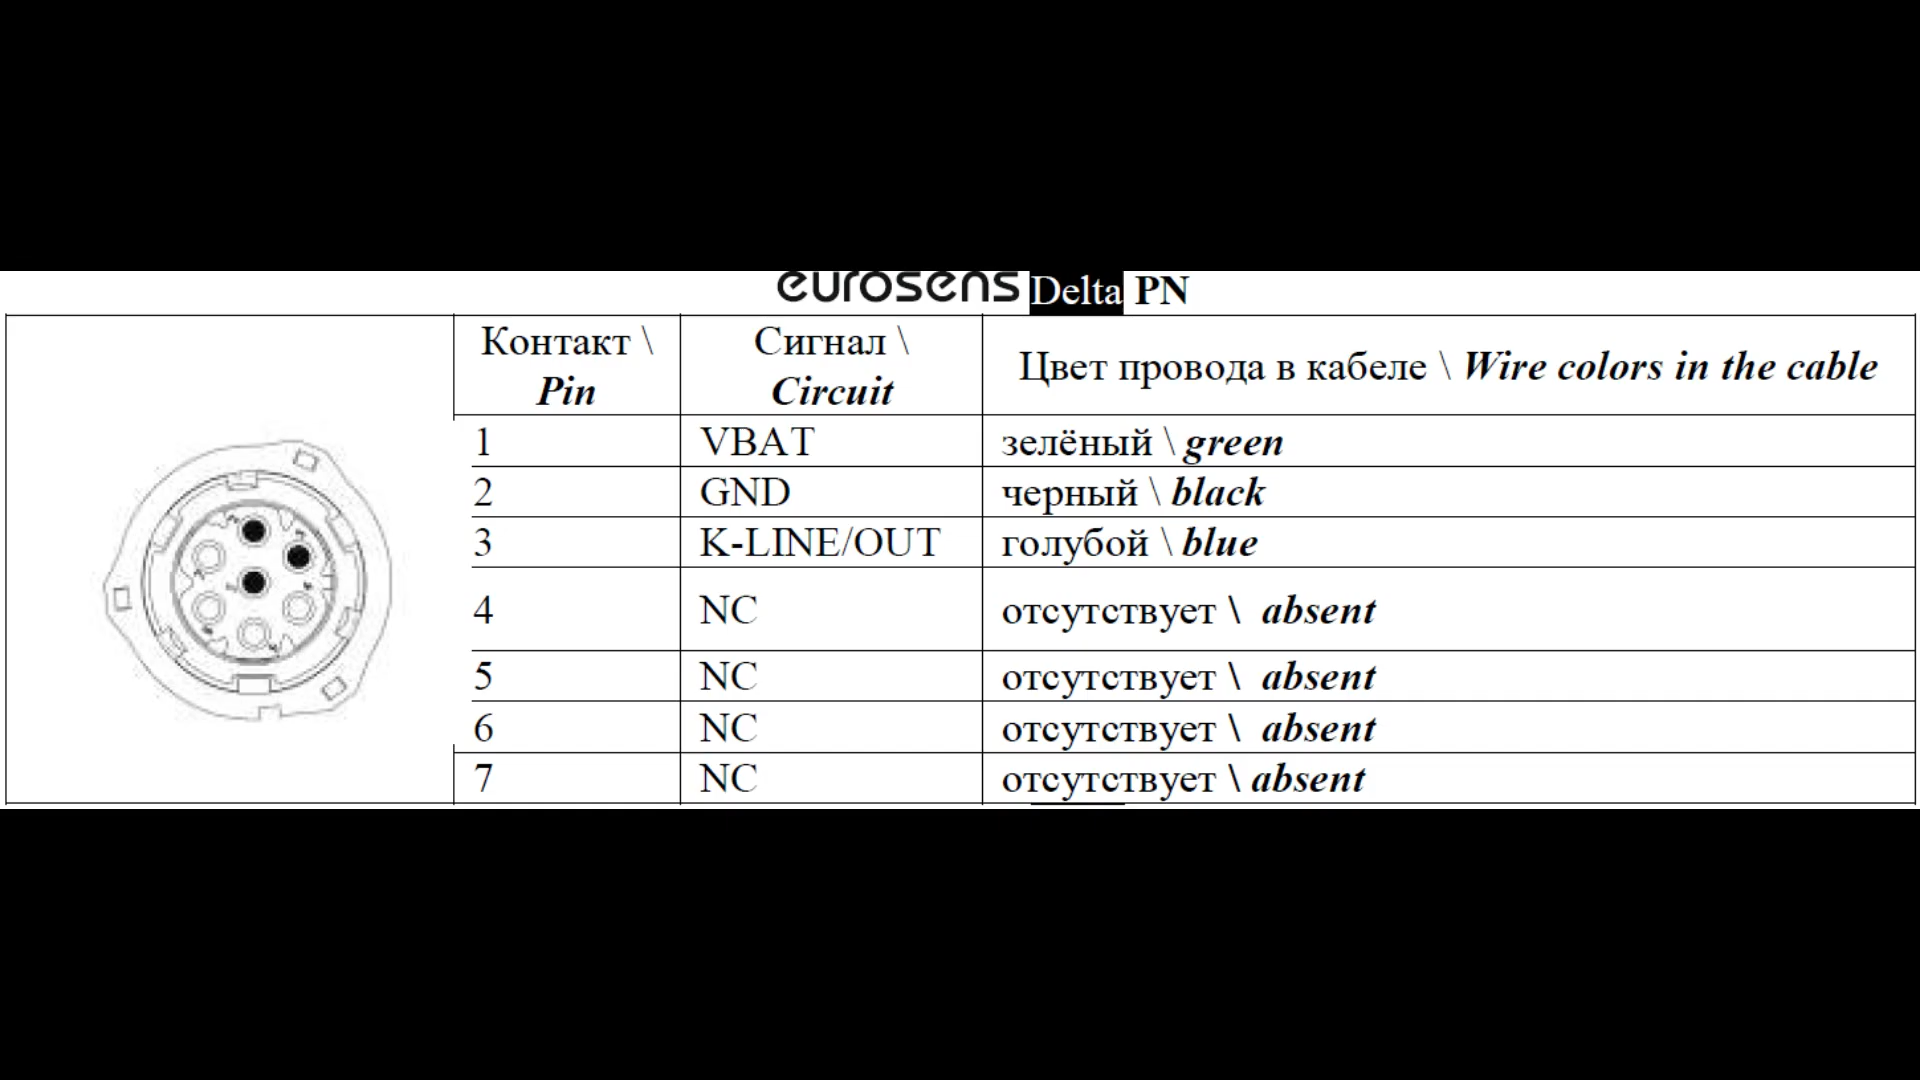 eurosens Delta PN
Контакт \ Сигнал \ Цвет провода в кабеле \ Wire colors in the cable
Pin Circuit
1 VBAT зелёный \ green
2 GND черный \ black
3 K-LINE/OUT голубой \ blue
4 NC отсутствует \ absent
5 NC отсутствует \ absent
6 NC отсутствует \ absent
7 NC отсутствует \ absent